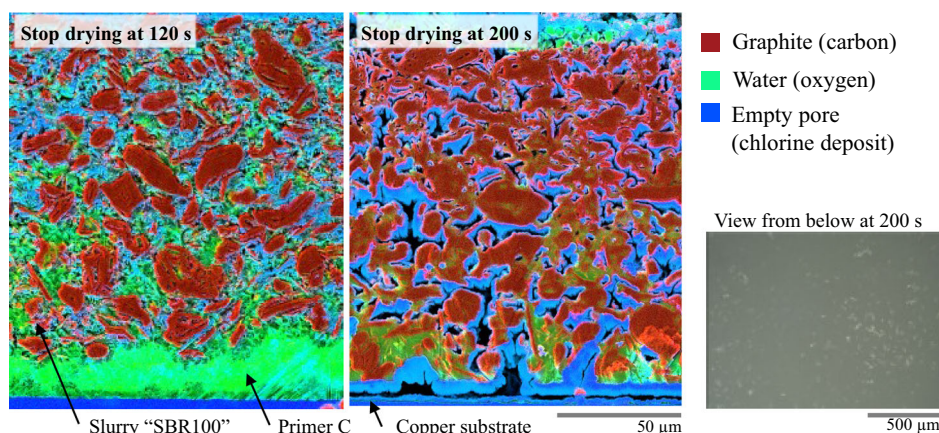 Stop drying at 120 s
Stop drying at 200 s
Graphite (carbon)
Water (oxygen)
Empty pore
(chlorine deposit)
View from below at 200 s
Slurry “SBR100”
Primer C
Copper substrate
50 µm
500 µm